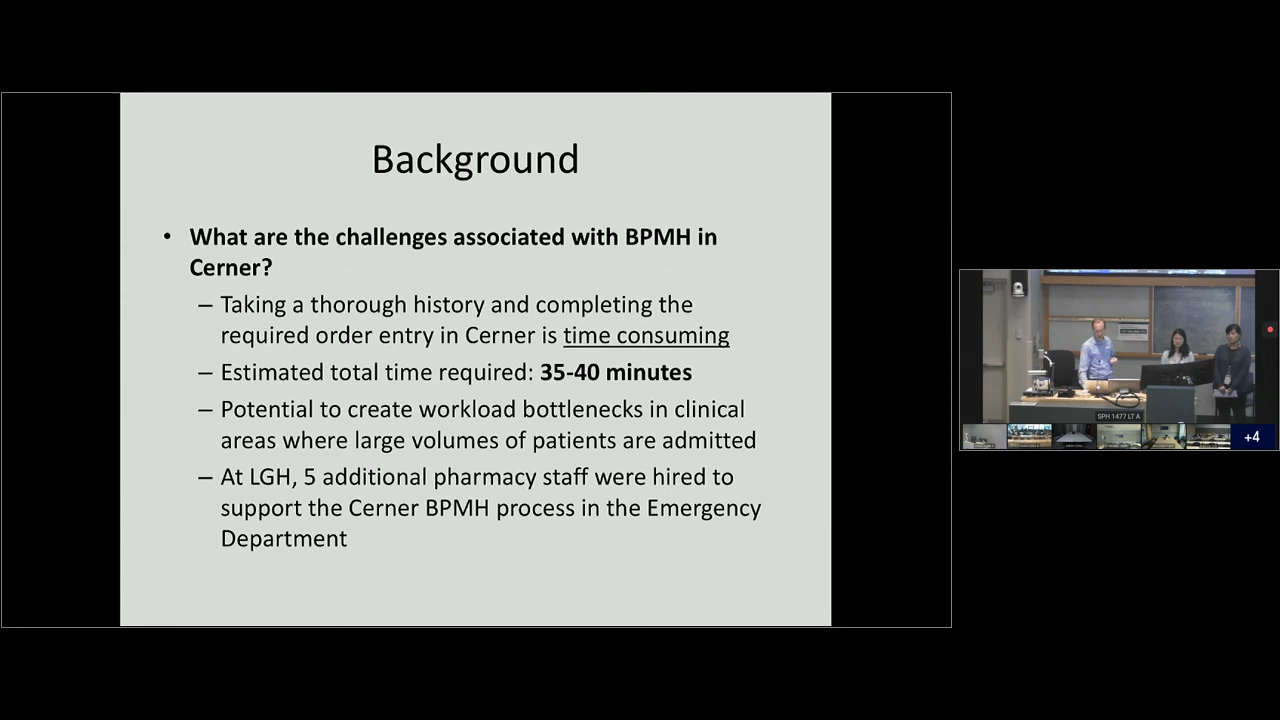 Background
• What are the challenges associated with BPMH in
Cerner?
– Taking a thorough history and completing the
required order entry in Cerner is time consuming
– Estimated total time required: 35-40 minutes
– Potential to create workload bottlenecks in clinical
areas where large volumes of patients are admitted
– At LGH, 5 additional pharmacy staff were hired to
support the Cerner BPMH process in the Emergency
Department
SPH 1477 LT A
+4